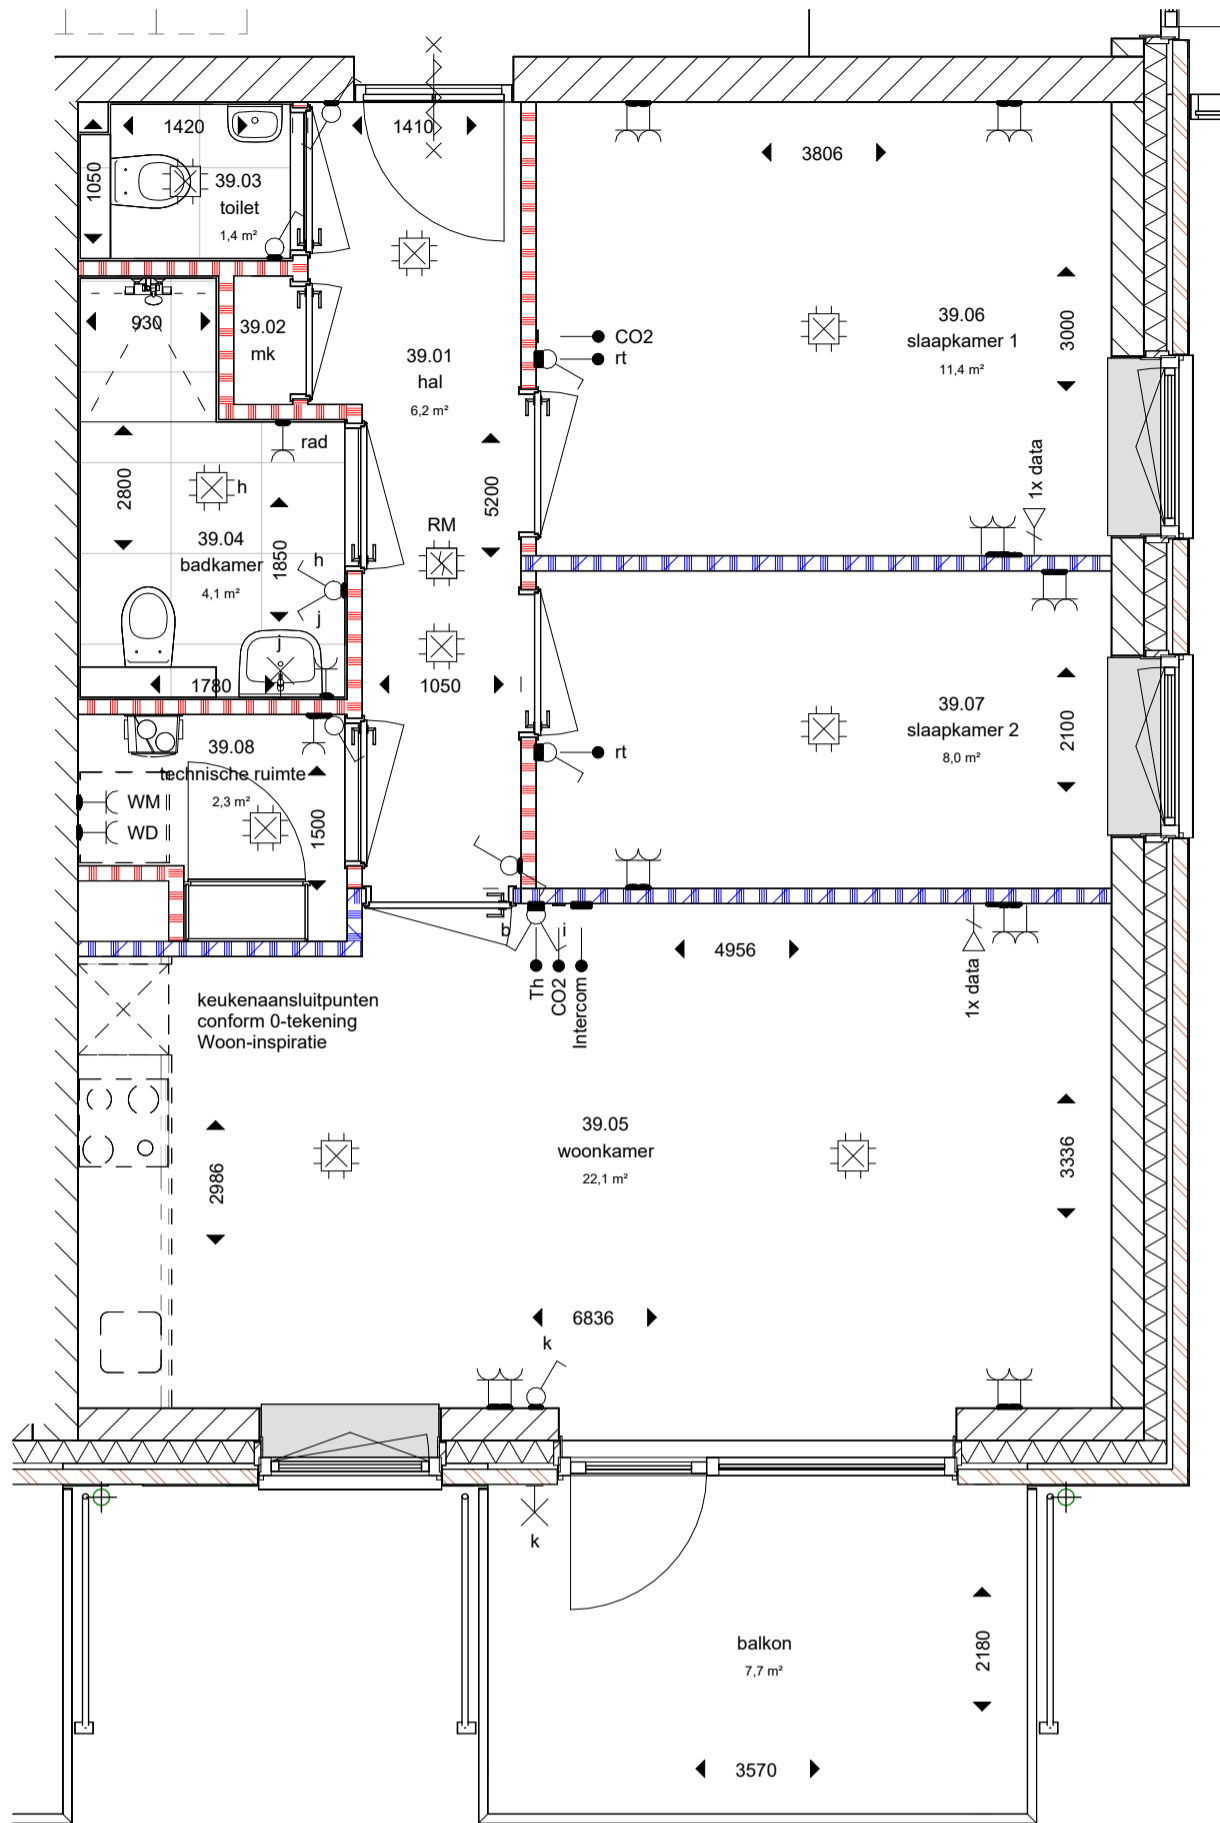 1420
1410
3806
1050
39.03
toilet
1,4 m²
930
39.02
mk
CO2
rt
39.01
hal
6,2 m²
39.06
slaapkamer 1
11,4 m²
3000
rad
2800
h
5200
1x data
RM
39.04
badkamer
4,1 m²
1850
h
j
j
1780
1050
39.07
slaapkamer 2
8,0 m²
2100
rt
39.08
technische ruimte
2,3 m²
WM
WD
1500
b
i
4956
Th
CO2
Intercom
1x data
keukenaansluitpunten
conform 0-tekening
Woon-inspiratie
39.05
woonkamer
22,1 m²
2986
3336
6836
k
k
balkon
7,7 m²
2180
3570